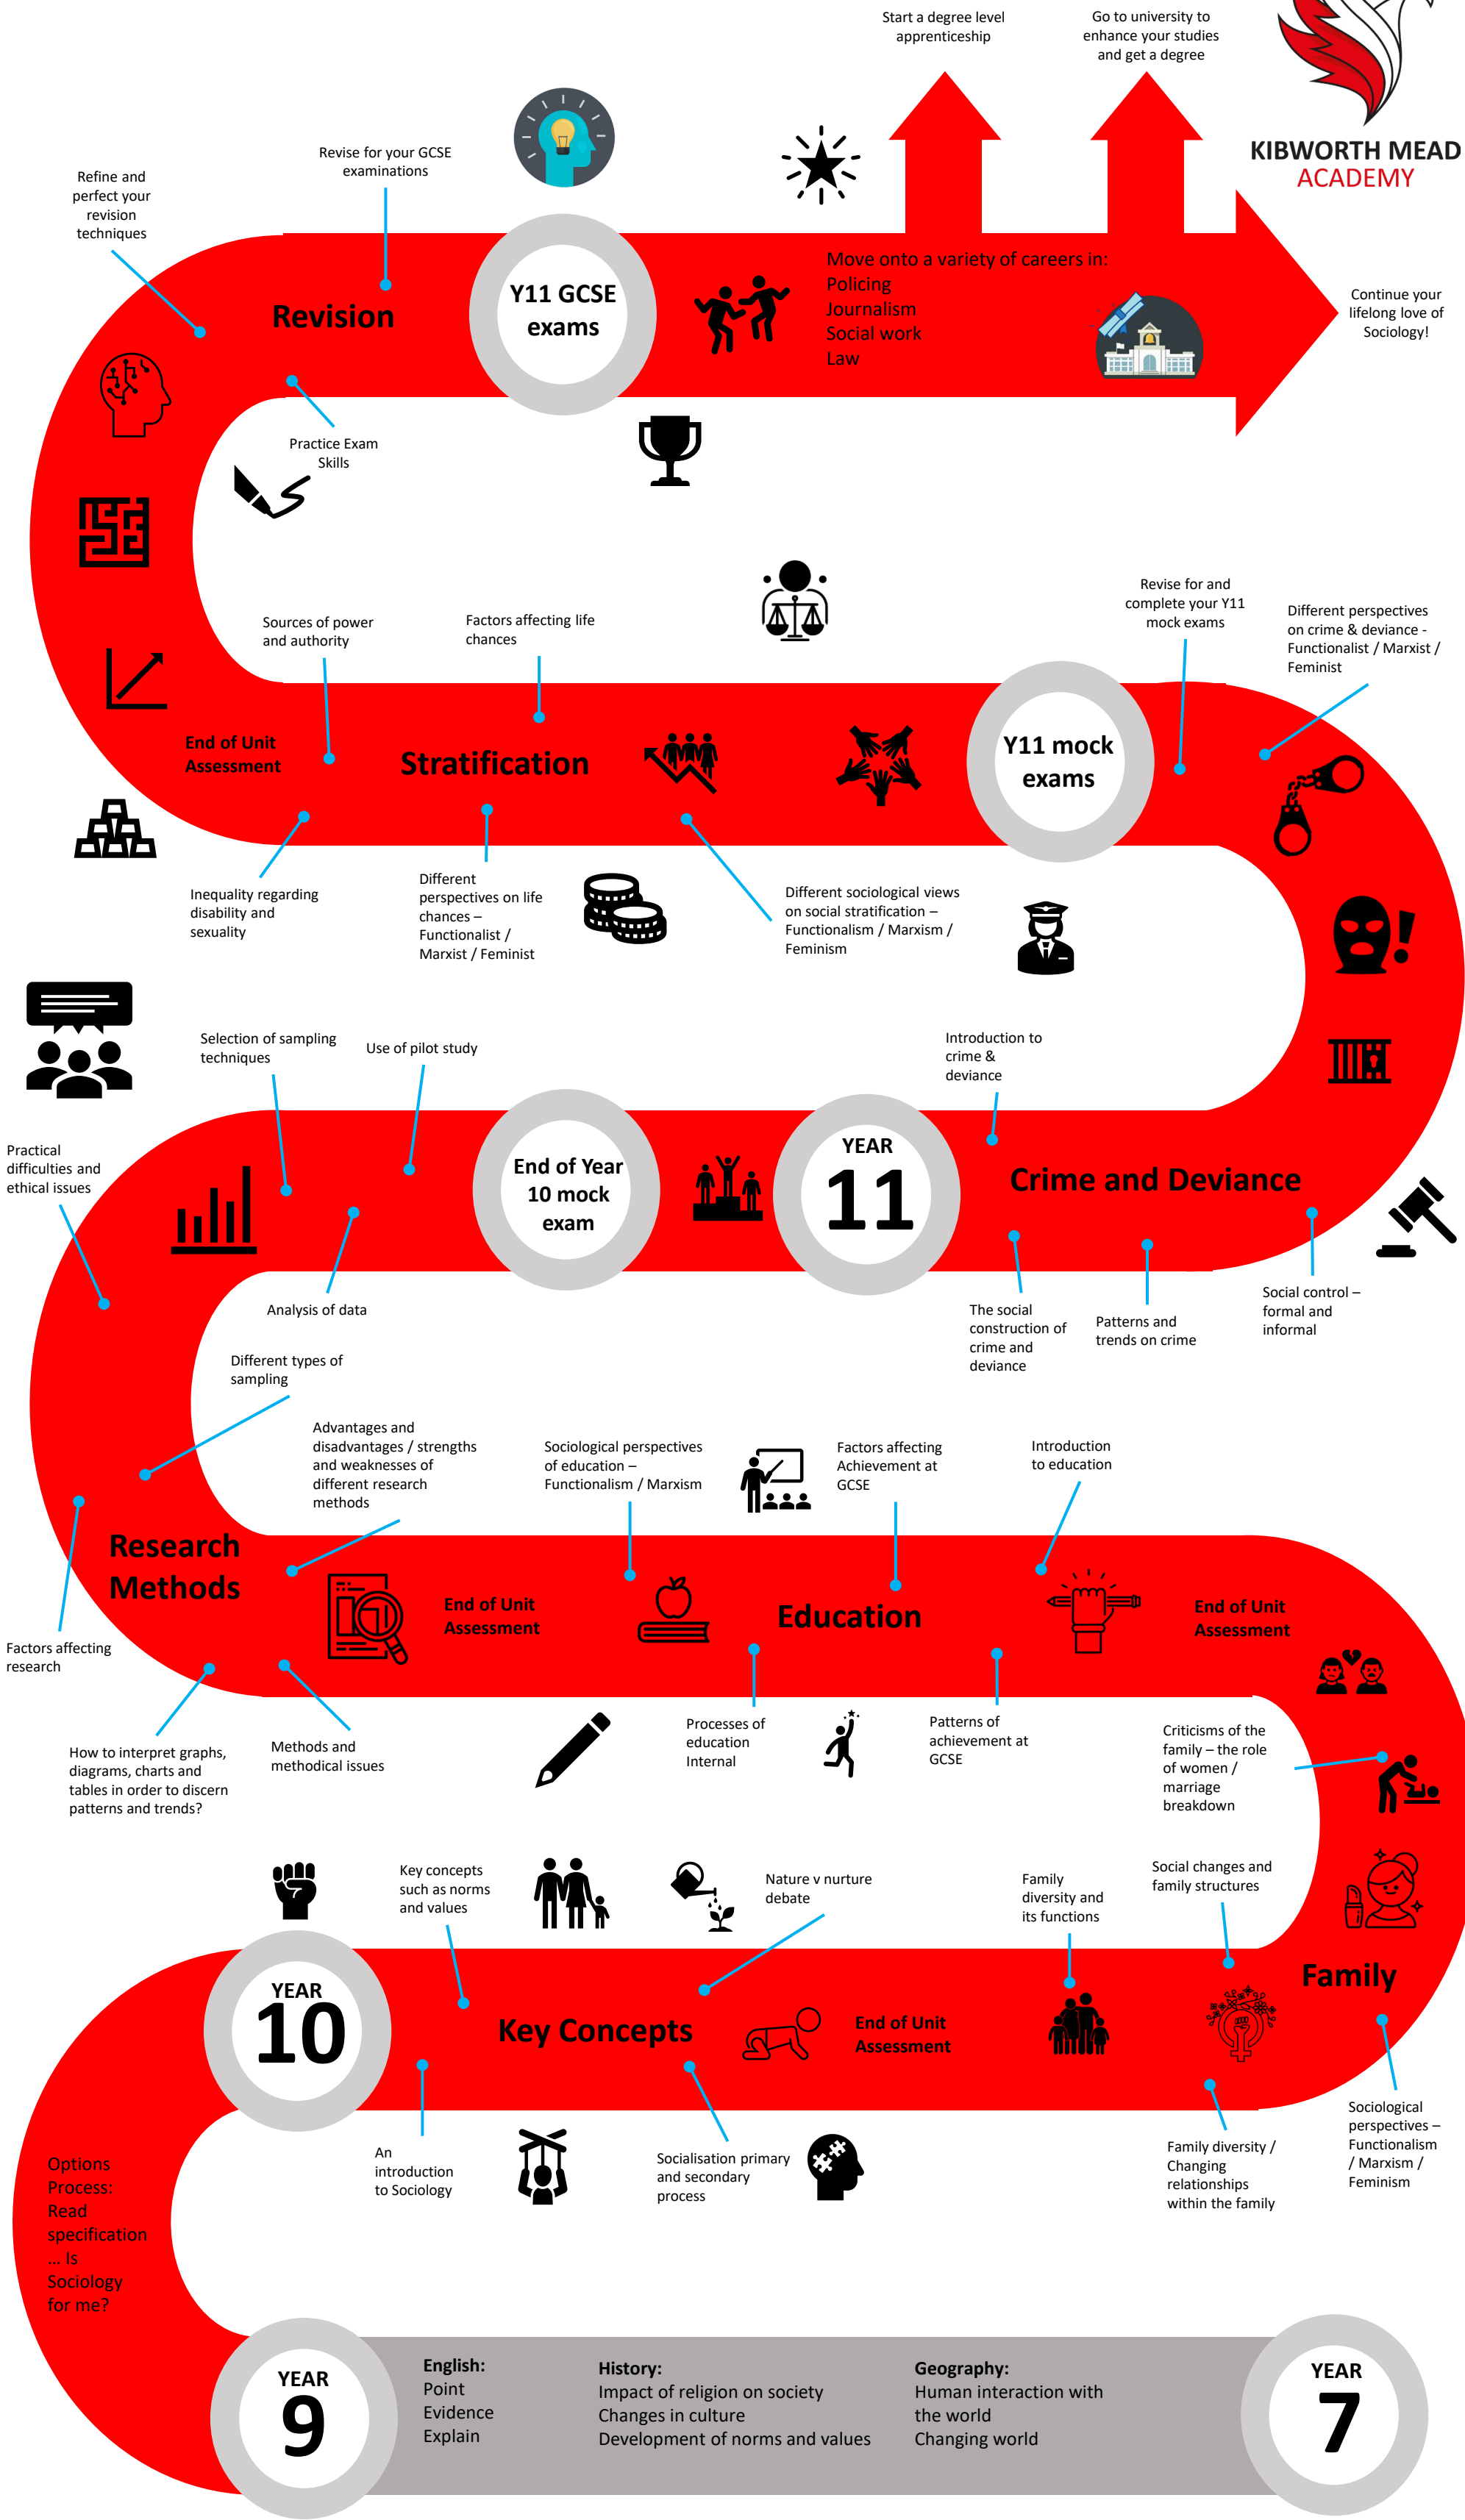 Start a degree level
apprenticeship
Go to university to
enhance your studies
and get a degree
KIBWORTH MEAD
ACADEMY
Refine and
perfect your
revision
techniques
Revise for your GCSE
examinations
Revision
Y11 GCSE
exams
Move onto a variety of careers in:
Policing
Journalism
Social work
Law
Continue your
lifelong love of
Sociology!
Practice Exam
Skills
Sources of power
and authority
Factors affecting life
chances
Revise for and
complete your Y11
mock exams
Different perspectives
on crime & deviance -
Functionalist / Marxist /
Feminist
End of Unit
Assessment
Stratification
Y11 mock
exams
Inequality regarding
disability and
sexuality
Different
perspectives on life
chances –
Functionalist /
Marxist / Feminist
Different sociological views
on social stratification –
Functionalism / Marxism /
Feminism
Selection of sampling
techniques
Use of pilot study
Introduction to
crime &
deviance
Practical
difficulties and
ethical issues
End of Year
10 mock
exam
YEAR
11
Crime and Deviance
Analysis of data
The social
construction of
crime and
deviance
Patterns and
trends on crime
Social control –
formal and
informal
Different types of
sampling
Advantages and
disadvantages / strengths
and weaknesses of
different research
methods
Sociological perspectives
of education –
Functionalism / Marxism
Factors affecting
Achievement at
GCSE
Introduction
to education
Research
Methods
End of Unit
Assessment
Education
End of Unit
Assessment
Factors affecting
research
How to interpret graphs,
diagrams, charts and
tables in order to discern
patterns and trends?
Methods and
methodical issues
Processes of
education
Internal
Patterns of
achievement at
GCSE
Criticisms of the
family – the role
of women /
marriage
breakdown
Key concepts
such as norms
and values
Nature v nurture
debate
Family
diversity and
its functions
Social changes and
family structures
YEAR
10
Key Concepts
End of Unit
Assessment
Family
An
introduction
to Sociology
Socialisation primary
and secondary
process
Family diversity /
Changing
relationships
within the family
Sociological
perspectives –
Functionalism
/ Marxism /
Feminism
Options
Process:
Read
specification
... Is
Sociology
for me?
YEAR
9
English:
Point
Evidence
Explain
History:
Impact of religion on society
Changes in culture
Development of norms and values
Geography:
Human interaction with
the world
Changing world
YEAR
7